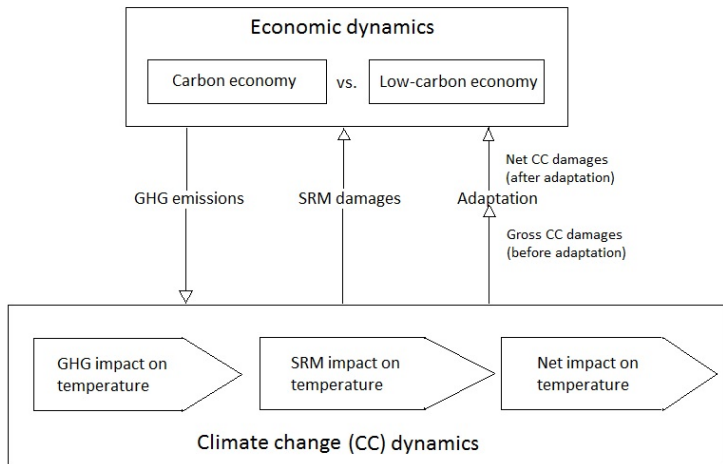 Economic dynamics
Carbon economy
vs.
Low-carbon economy
Net CC damages
(after adaptation)
GHG emissions
SRM damages
Adaptation
Gross CC damages
(before adaptation)
GHG impact on
temperature
SRM impact on
temperature
Net impact on
temperature
Climate change (CC) dynamics